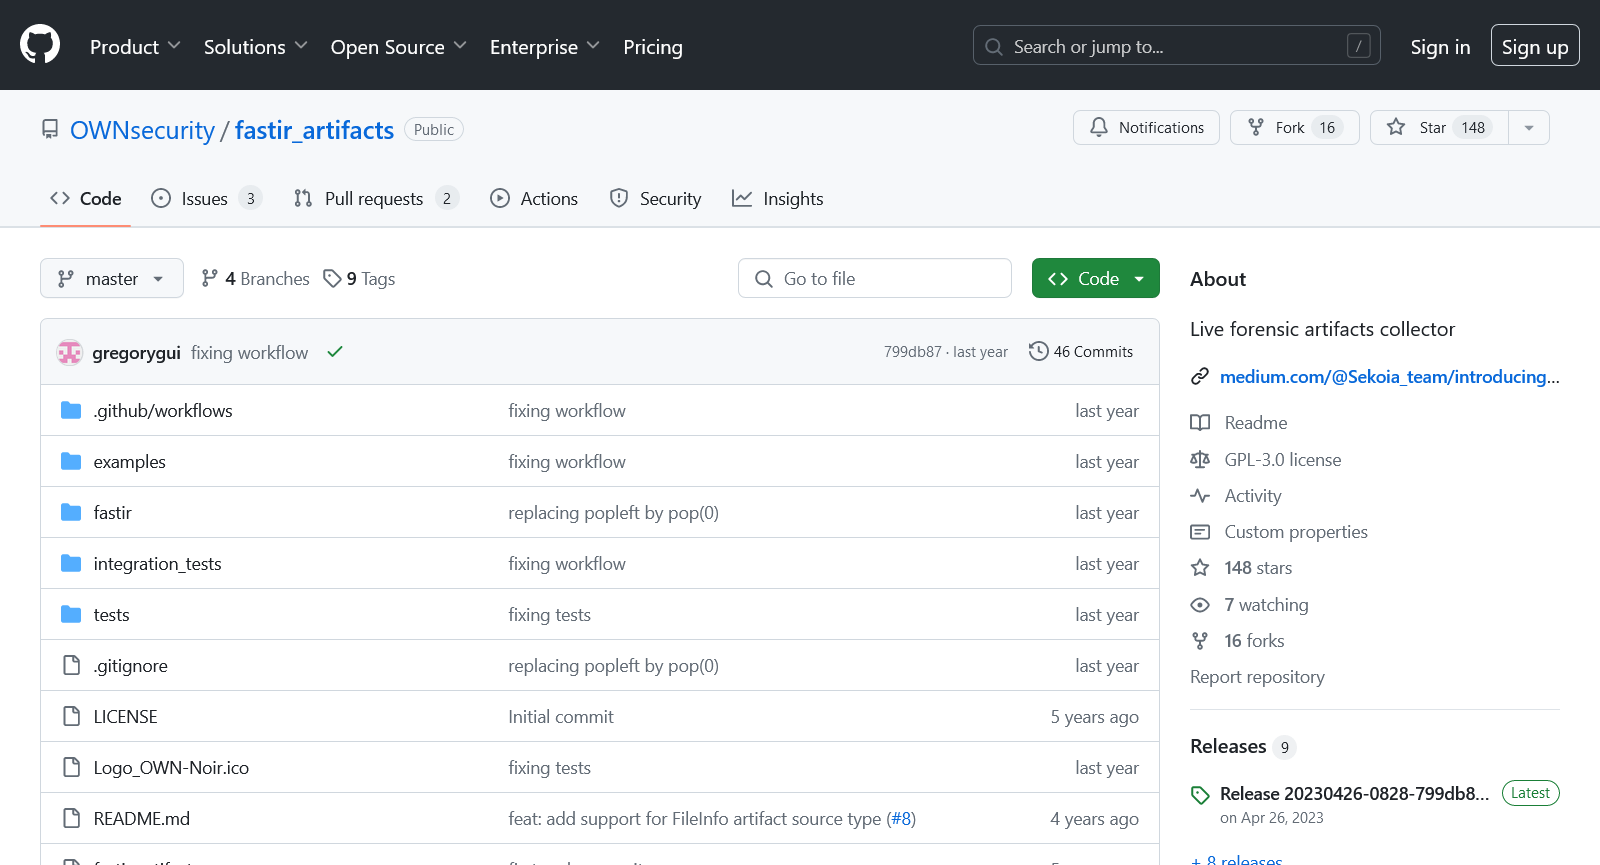 Product Solutions Open Source Enterprise Pricing Search or jump to... / Sign in Sign up
OWNsecurity / fastir_artifacts Public Notifications Fork 16 Star 148
Code Issues 3 Pull requests 2 Actions Security Insights
master 4 Branches 9 Tags Go to file Code
gregorygui fixing workflow 799db87 · last year 46 Commits
.github/workflows fixing workflow last year
examples fixing workflow last year
fastir replacing popleft by pop(0) last year
integration_tests fixing workflow last year
tests fixing tests last year
.gitignore replacing popleft by pop(0) last year
LICENSE Initial commit 5 years ago
Logo_OWN-Noir.ico fixing tests last year
README.md feat: add support for FileInfo artifact source type (#8) 4 years ago
About
Live forensic artifacts collector
medium.com/@Sekoia_team/introducing...
Readme
GPL-3.0 license
Activity
Custom properties
148 stars
7 watching
16 forks
Report repository
Releases 9
Release 20230426-0828-799db8... Latest
on Apr 26, 2023
+ 8 releases